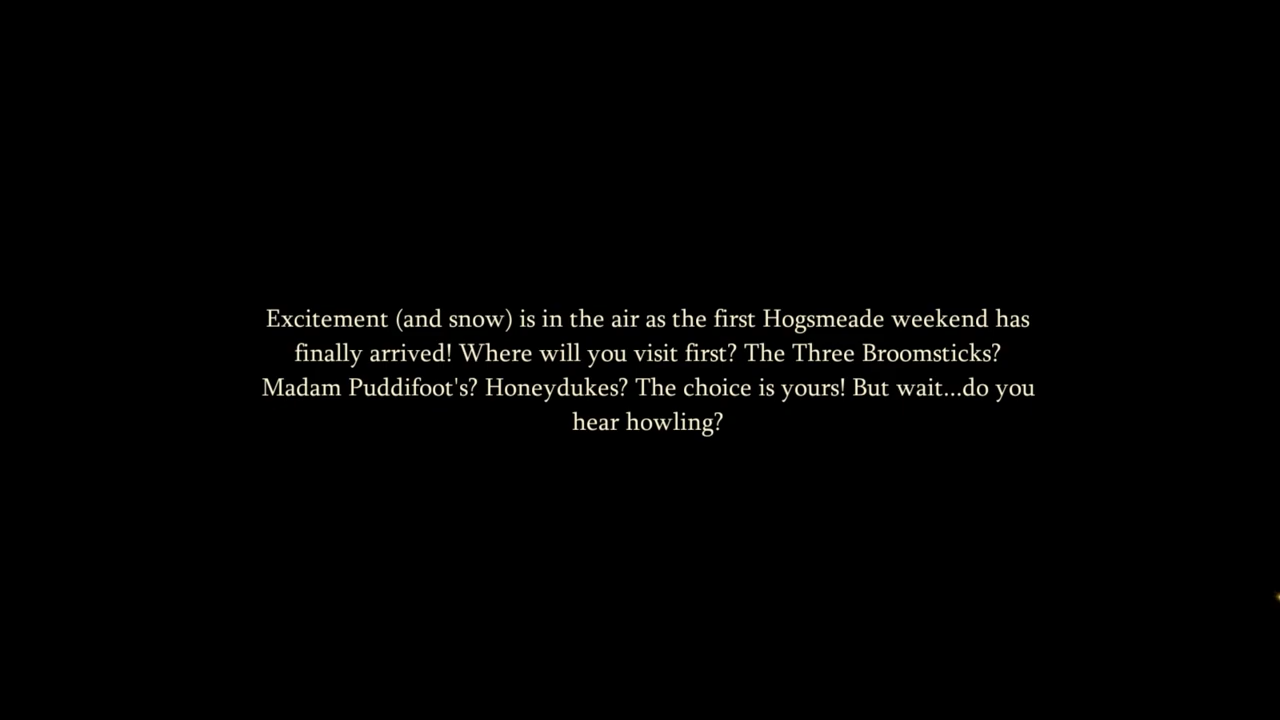 Excitement (and snow) is in the air as the first Hogsmeade weekend has
finally arrived! Where will you visit first? The Three Broomsticks?
Madam Puddifoot's? Honeydukes? The choice is yours! But wait...do you
hear howling?